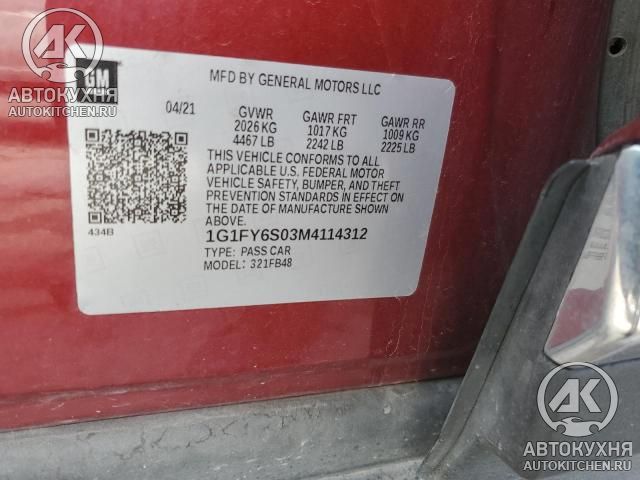 АК
АВТОКУХНЯ
AUTOKITCHEN.RU
GM
MFD BY GENERAL MOTORS LLC
04/21 GVWR GAWR FRT GAWR RR
2026 KG 1017 KG 1009 KG
4467 LB 2242 LB 2225 LB
THIS VEHICLE CONFORMS TO ALL
APPLICABLE U.S. FEDERAL MOTOR
VEHICLE SAFETY, BUMPER, AND THEFT
PREVENTION STANDARDS IN EFFECT ON
THE DATE OF MANUFACTURE SHOWN
ABOVE.
434B
1G1FY6S03M4114312
TYPE: PASS CAR
MODEL: 321FB48
АК
АВТОКУХНЯ
AUTOKITCHEN.RU